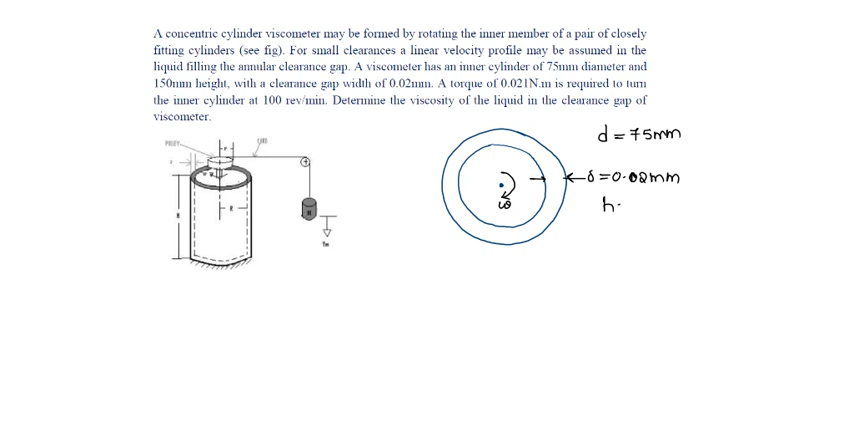 A concentric cylinder viscometer may be formed by rotating the inner member of a pair of closely
fitting cylinders (see fig). For small clearances a linear velocity profile may be assumed in the
liquid filling the annular clearance gap. A viscometer has an inner cylinder of 75mm diameter and
150mm height, with a clearance gap width of 0.02mm. A torque of 0.021N.m is required to turn
the inner cylinder at 100 rev/min. Determine the viscosity of the liquid in the clearance gap of
viscometer.
d = 75mm
δ = 0.02mm
h-
ω
R
H
M